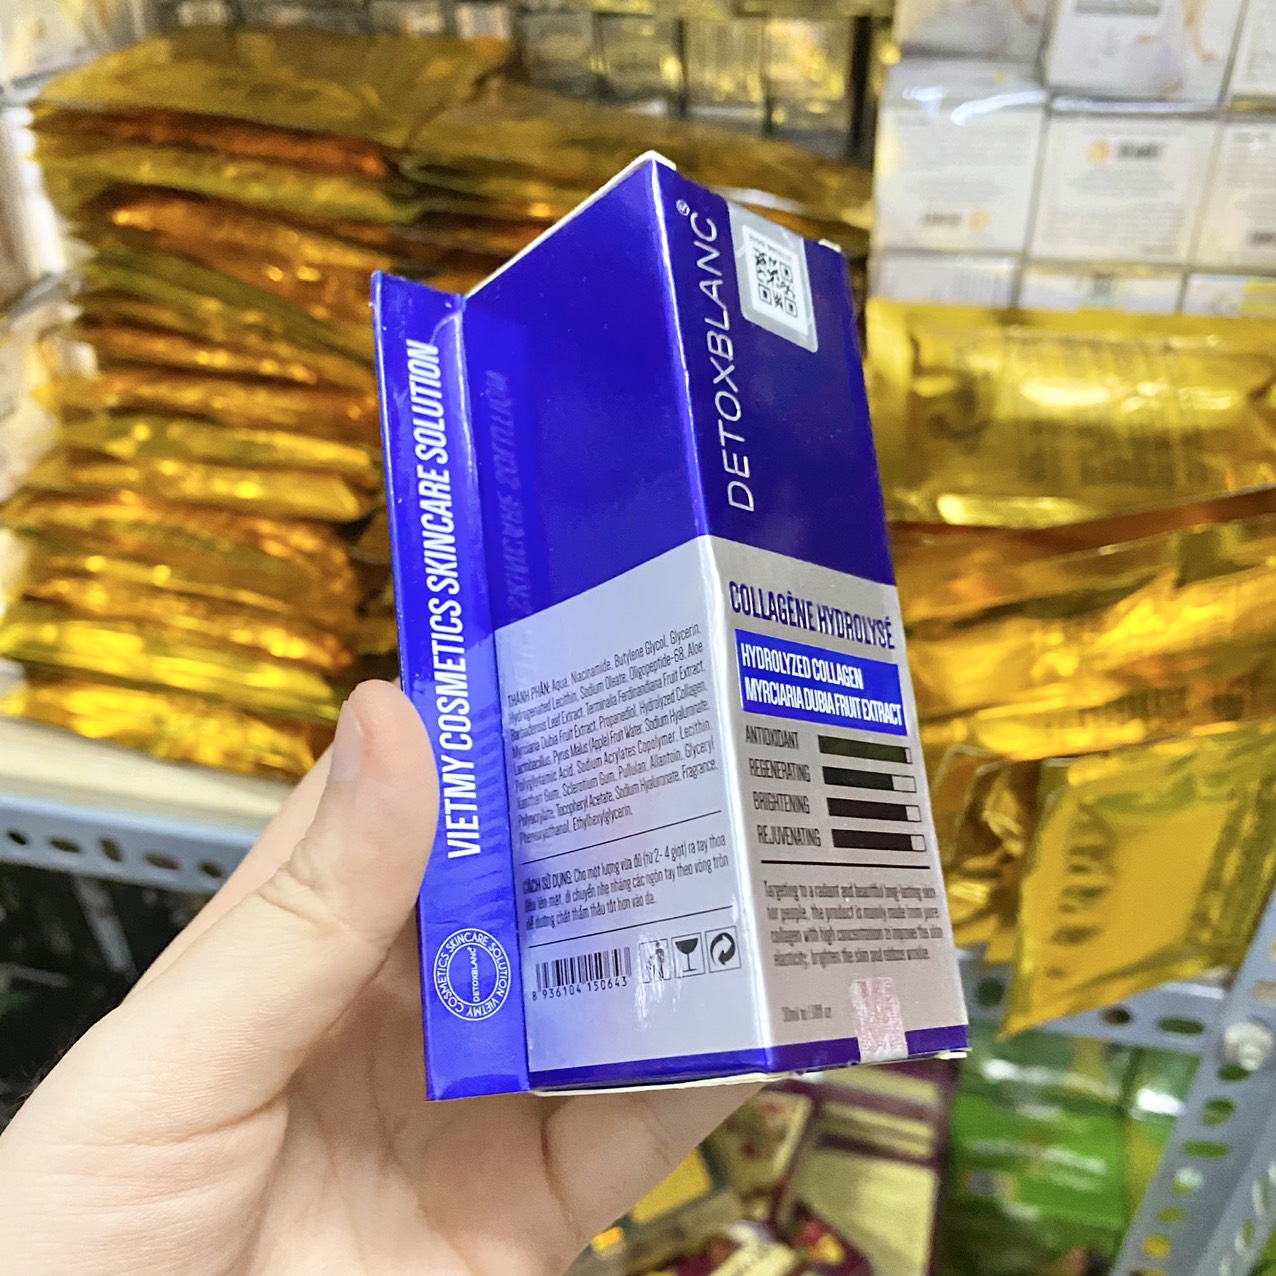 VIETMY COSMETICS SKINCARE SOLUTION
COSMETICS SKINCARE SOLUTION VIETMY
DETOXBLANC
THÀNH PHẦN: Aqua, Niacinamide, Butylene Glycol, Glycerin,
Hydrogenated Lecithin, Sodium Oleate, Oligopeptide-68, Aloe
Barbadensis Leaf Extract, Terminalia Ferdinandiana Fruit Extract,
Myrciaria Dubia Fruit Extract, Propanediol, Hydrolyzed Collagen,
Lactobacillus, Pyrus Malus (Apple) Fruit Water, Sodium Hyaluronate,
Polyglutamic Acid, Sodium Acrylates Copolymer, Lecithin,
Xanthan Gum, Sclerotium Gum, Pullulan, Allantoin, Glyceryl
Polyacrylate, Tocopheryl Acetate, Sodium Hyaluronate, Fragrance,
Phenoxyethanol, Ethylhexylglycerin.
CÁCH SỬ DỤNG: Cho một lượng vừa đủ (từ 2- 4 giọt) ra tay thoa
đều lên mặt, di chuyển nhẹ nhàng các ngón tay theo vòng tròn
để dưỡng chất thẩm thấu tốt hơn vào da.
8 936104 150643
DETOXBLANC®
COLLAGÈNE HYDROLYSÉ
HYDROLYZED COLLAGEN
MYRCIARIA DUBIA FRUIT EXTRACT
ANTIOXIDANT
REGENERATING
BRIGHTENING
REJUVENATING
Targeting to a radiant and beautiful long-lasting skin
for people, the product is mainly made from pure
collagen with high concentration to improve the skin
elasticity, brighten the skin and reduce wrinkle.